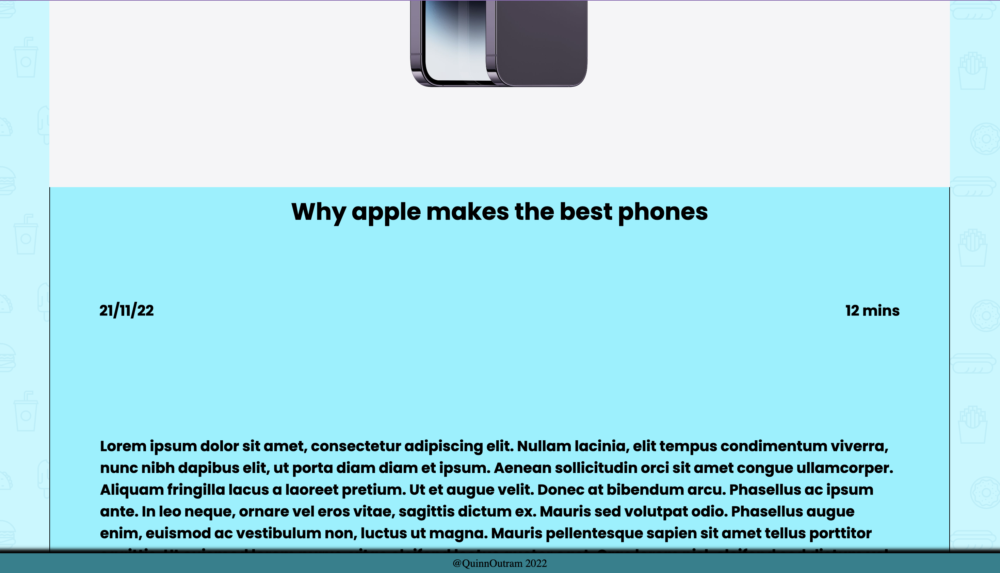 Why apple makes the best phones
21/11/22
12 mins
Lorem ipsum dolor sit amet, consectetur adipiscing elit. Nullam lacinia, elit tempus condimentum viverra,
nunc nibh dapibus elit, ut porta diam diam et ipsum. Aenean sollicitudin orci sit amet congue ullamcorper.
Aliquam fringilla lacus a laoreet pretium. Ut et augue velit. Donec at bibendum arcu. Phasellus ac ipsum
ante. In leo neque, ornare vel eros vitae, sagittis dictum ex. Mauris sed volutpat odio. Phasellus augue
enim, euismod ac vestibulum non, luctus ut magna. Mauris pellentesque sapien sit amet tellus porttitor
@QuinnOutram 2022